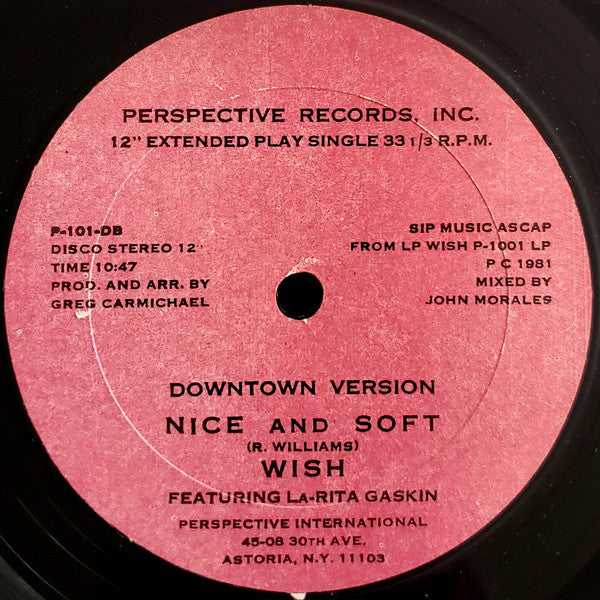 PERSPECTIVE RECORDS, INC.
12" EXTENDED PLAY SINGLE 33 1/3 R.P.M.
P-101-DB
DISCO STEREO 12"
TIME 10:47
PROD. AND ARR. BY
GREG CARMICHAEL
SIP MUSIC ASCAP
FROM LP WISH P-1001 LP
P C 1981
MIXED BY
JOHN MORALES
DOWNTOWN VERSION
NICE AND SOFT
(R. WILLIAMS)
WISH
FEATURING LA-RITA GASKIN
PERSPECTIVE INTERNATIONAL
45-08 30TH AVE.
ASTORIA, N.Y. 11103